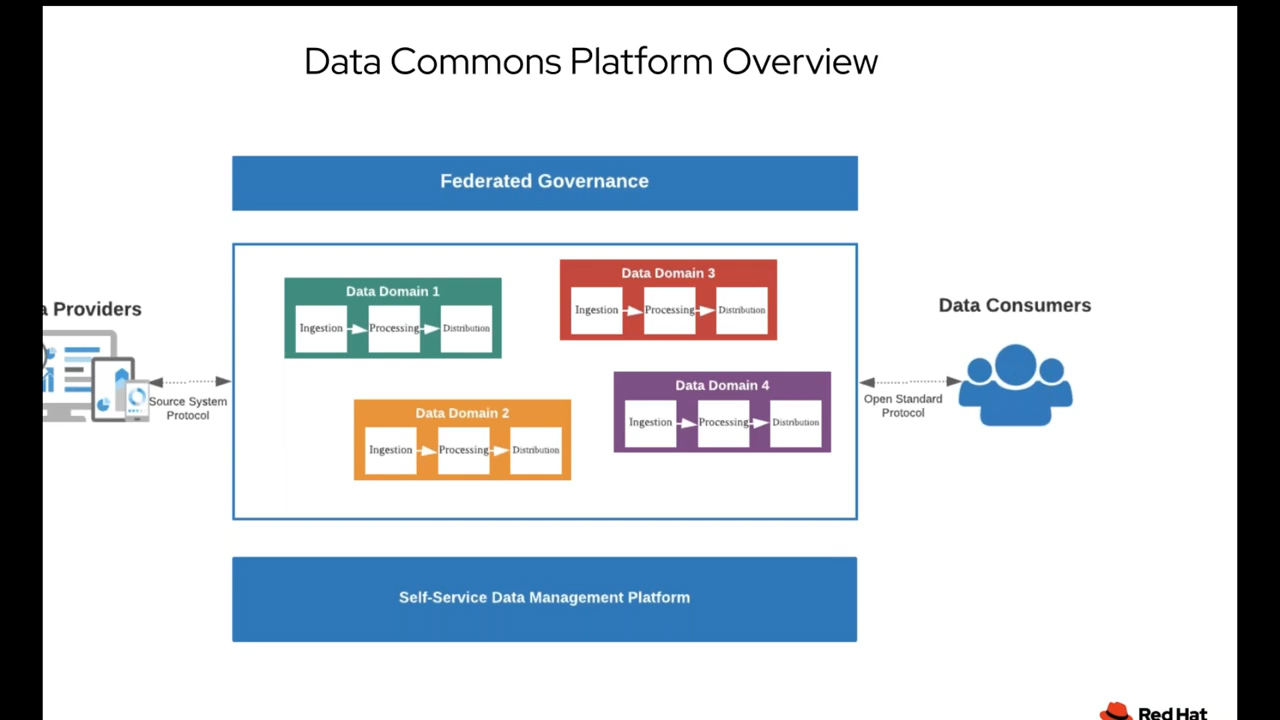 Data Commons Platform Overview
Federated Governance
a Providers
Source System
Protocol
Data Domain 1
Ingestion
Processing
Distribution
Data Domain 3
Ingestion
Processing
Distribution
Data Domain 2
Ingestion
Processing
Distribution
Data Domain 4
Ingestion
Processing
Distribution
Data Consumers
Open Standard
Protocol
Self-Service Data Management Platform
Red Hat